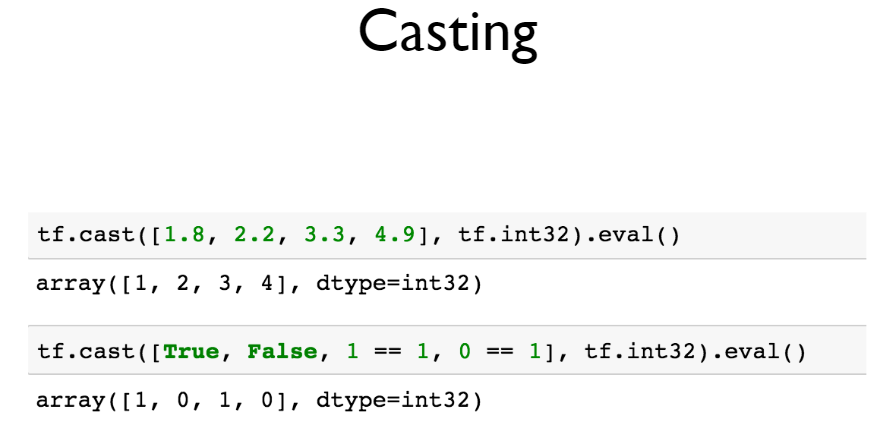 Casting
tf.cast([1.8, 2.2, 3.3, 4.9], tf.int32).eval()
array([1, 2, 3, 4], dtype=int32)
tf.cast([True, False, 1 == 1, 0 == 1], tf.int32).eval()
array([1, 0, 1, 0], dtype=int32)